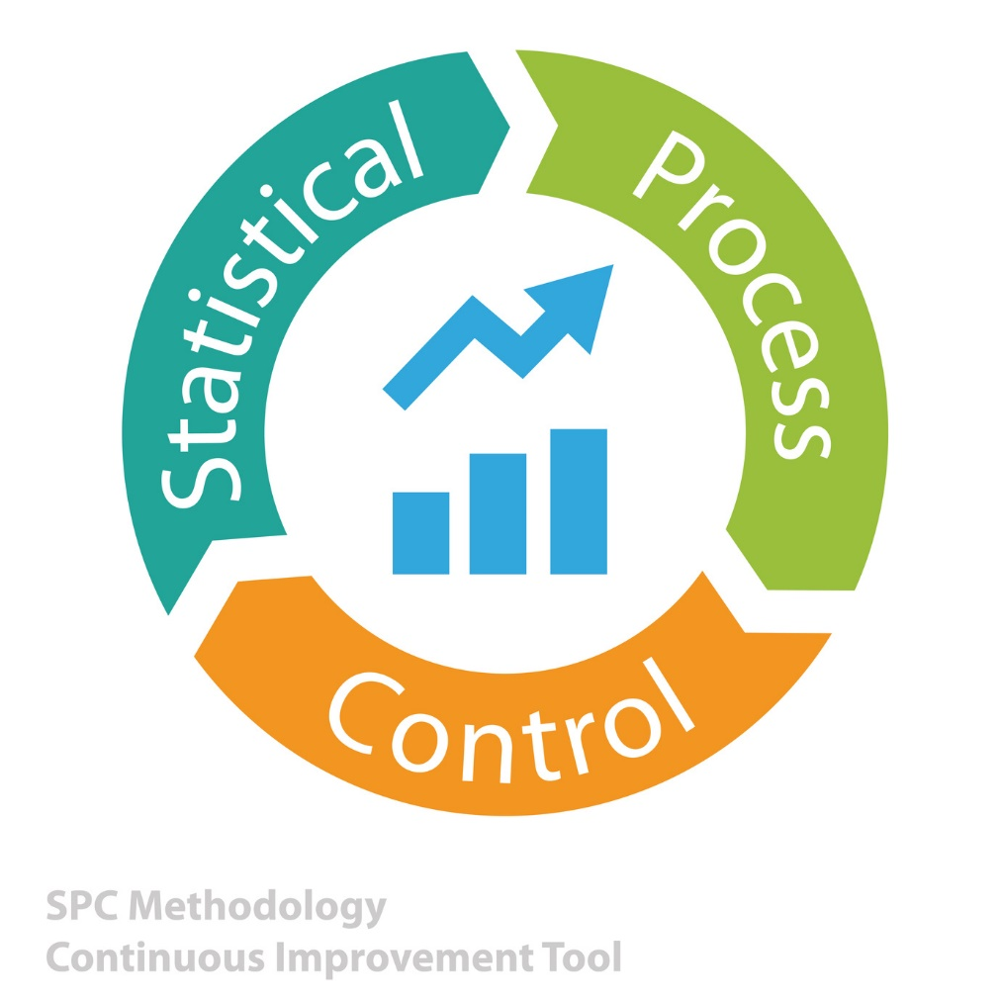 Statistical
Process
Control
SPC Methodology
Continuous Improvement Tool